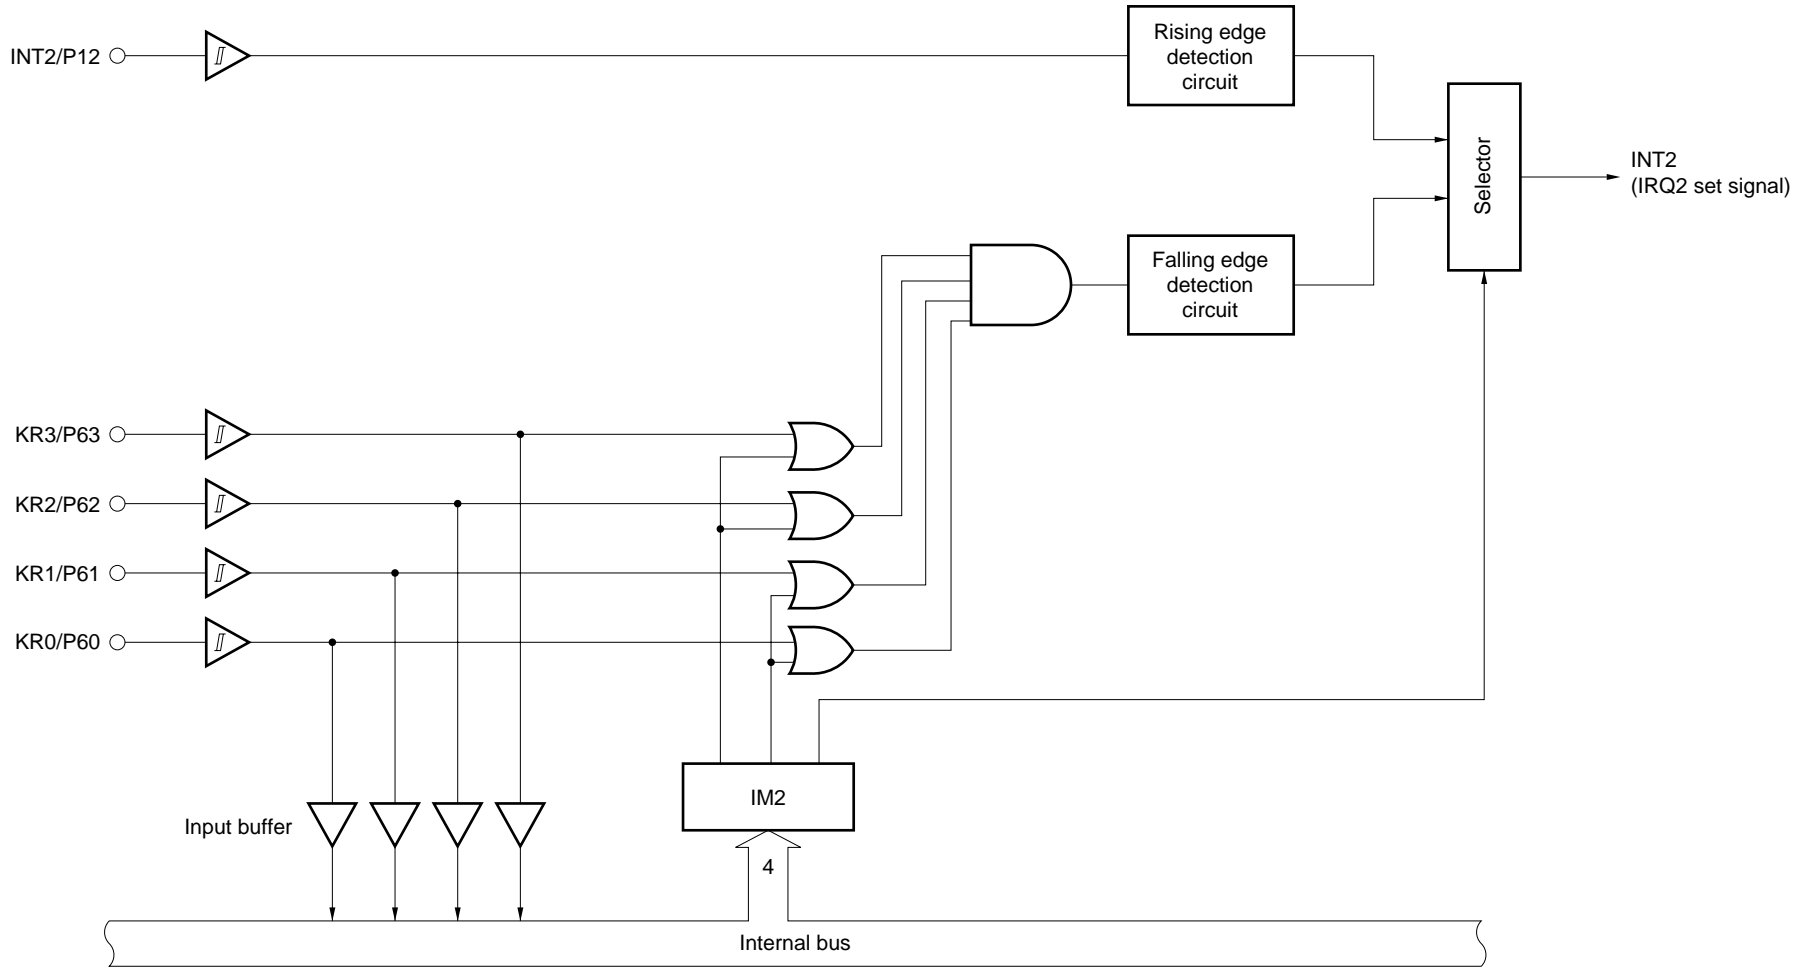 INT2/P12
Rising edge
detection
circuit
Selector
INT2
(IRQ2 set signal)
Falling edge
detection
circuit
KR3/P63
KR2/P62
KR1/P61
KR0/P60
IM2
Input buffer
4
Internal bus